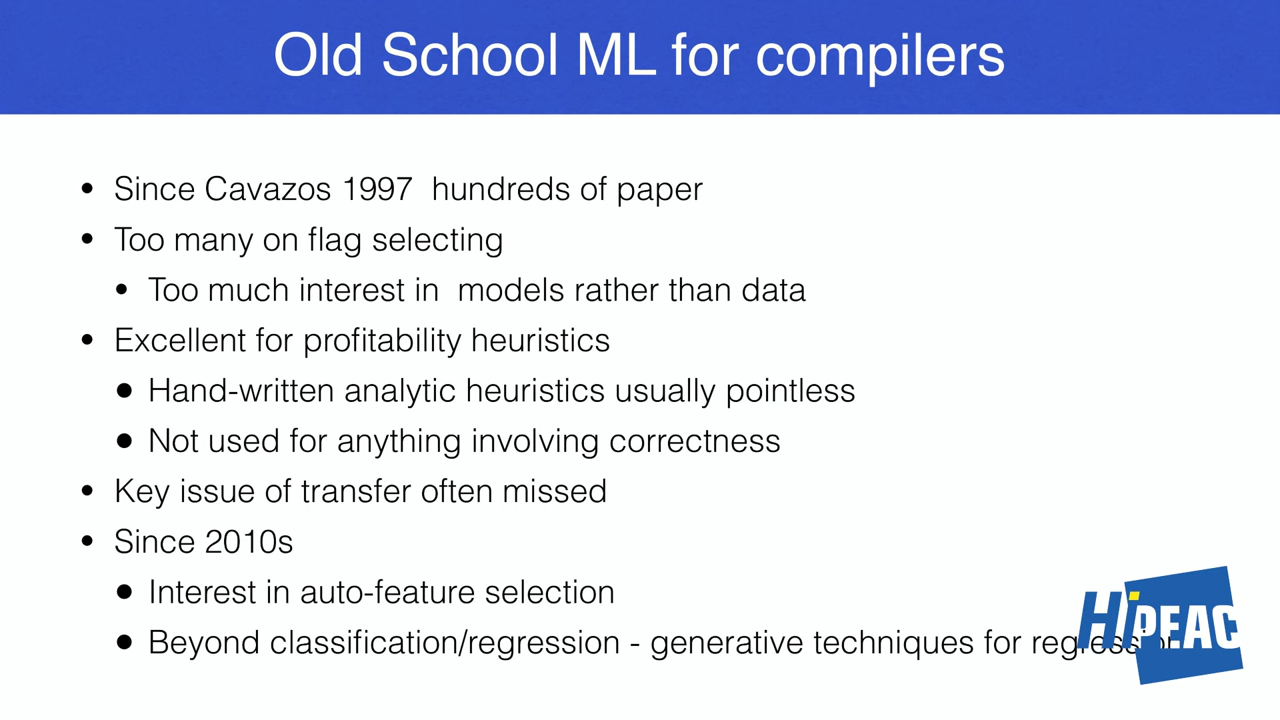 Old School ML for compilers
• Since Cavazos 1997  hundreds of paper
• Too many on flag selecting
• Too much interest in  models rather than data
• Excellent for profitability heuristics
• Hand-written analytic heuristics usually pointless
• Not used for anything involving correctness
• Key issue of transfer often missed
• Since 2010s
• Interest in auto-feature selection
• Beyond classification/regression - generative techniques for regression
HiPEAC